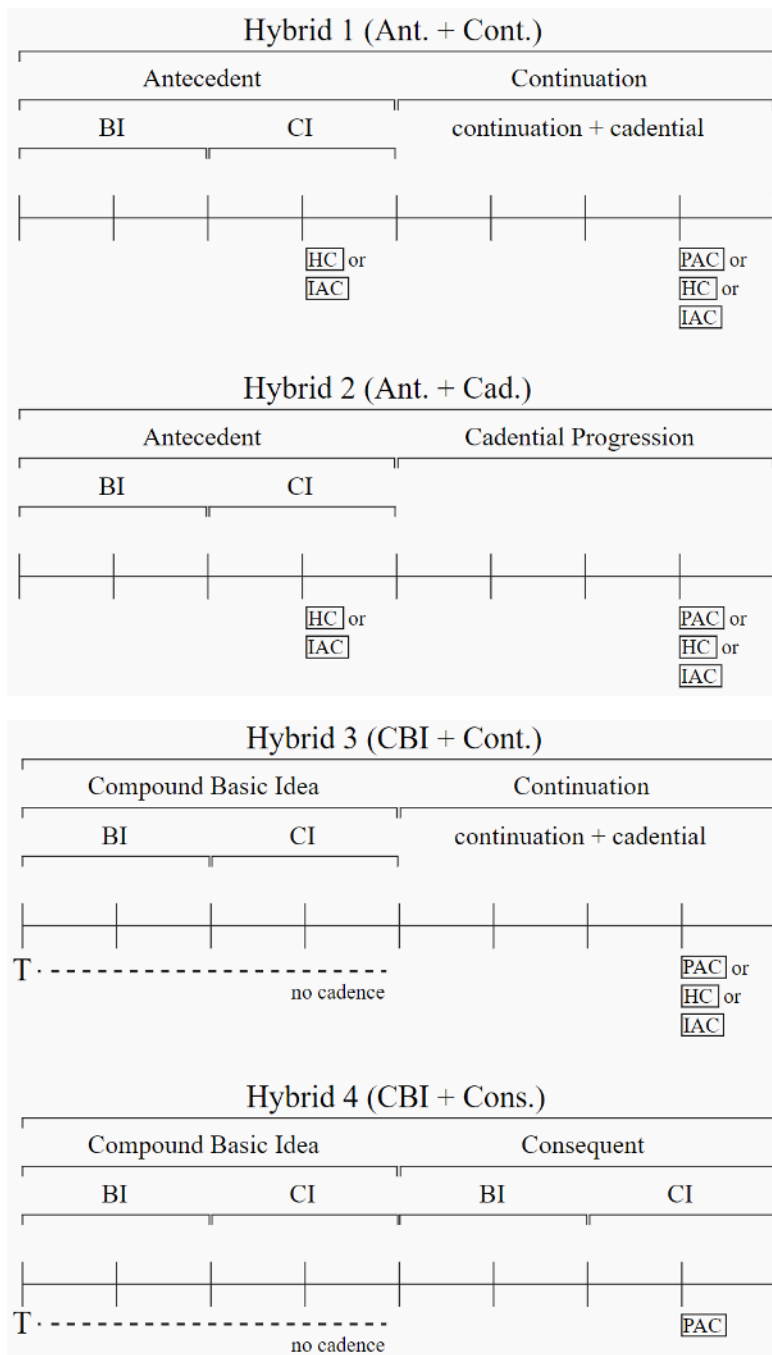 Hybrid 1 (Ant. + Cont.)
Antecedent Continuation
BI CI continuation + cadential
HC or PAC or
IAC HC or
IAC
Hybrid 2 (Ant. + Cad.)
Antecedent Cadential Progression
BI CI
HC or PAC or
IAC HC or
IAC
Hybrid 3 (CBI + Cont.)
Compound Basic Idea Continuation
BI CI continuation + cadential
T PAC or
no cadence HC or
IAC
Hybrid 4 (CBI + Cons.)
Compound Basic Idea Consequent
BI CI BI CI
T PAC
no cadence